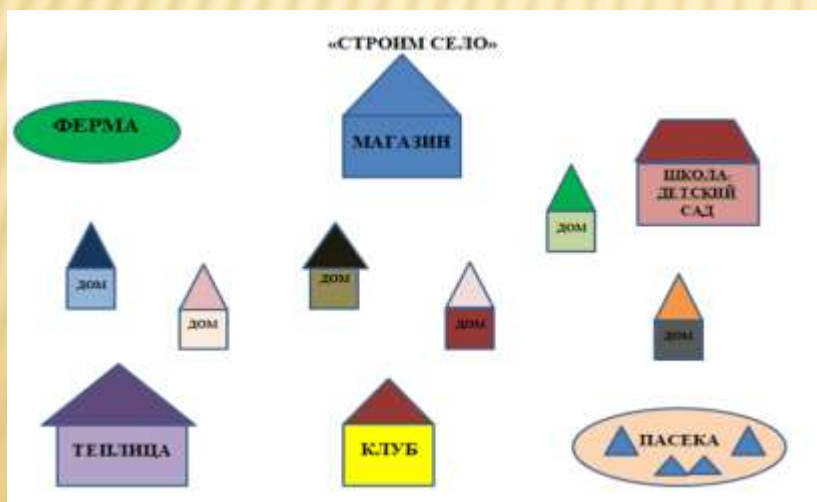 «СТРОИМ СЕЛО»
ФЕРМА
МАГАЗИН
ШКОЛА-
ДЕТСКИЙ
САД
ДОМ
ДОМ
ДОМ
ДОМ
ДОМ
ДОМ
ТЕПЛИЦА
КЛУБ
ПАСЕКА